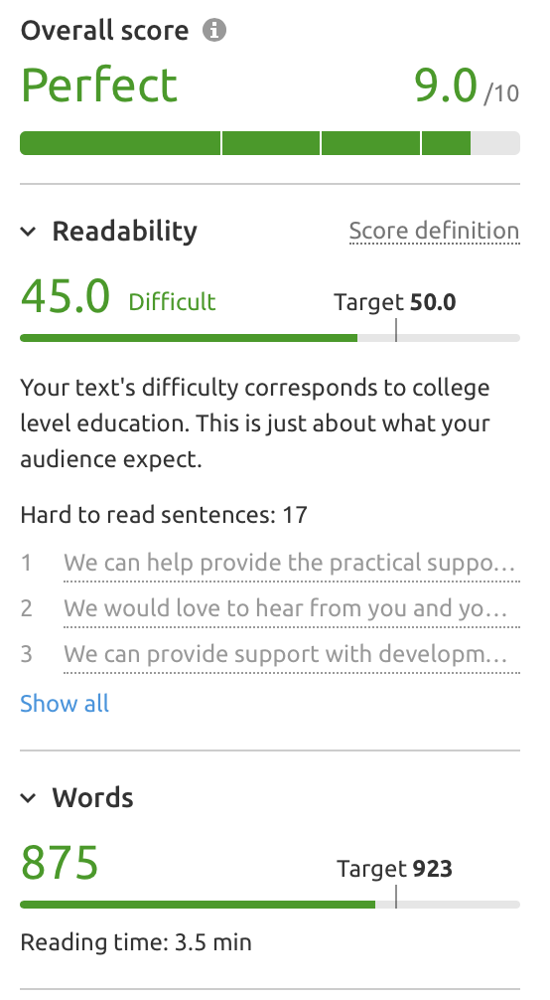 Overall score
Perfect 9.0 /10
Readability Score definition
45.0 Difficult Target 50.0
Your text's difficulty corresponds to college
level education. This is just about what your
audience expect.
Hard to read sentences: 17
1 We can help provide the practical suppo...
2 We would love to hear from you and yo...
3 We can provide support with developm...
Show all
Words
875 Target 923
Reading time: 3.5 min